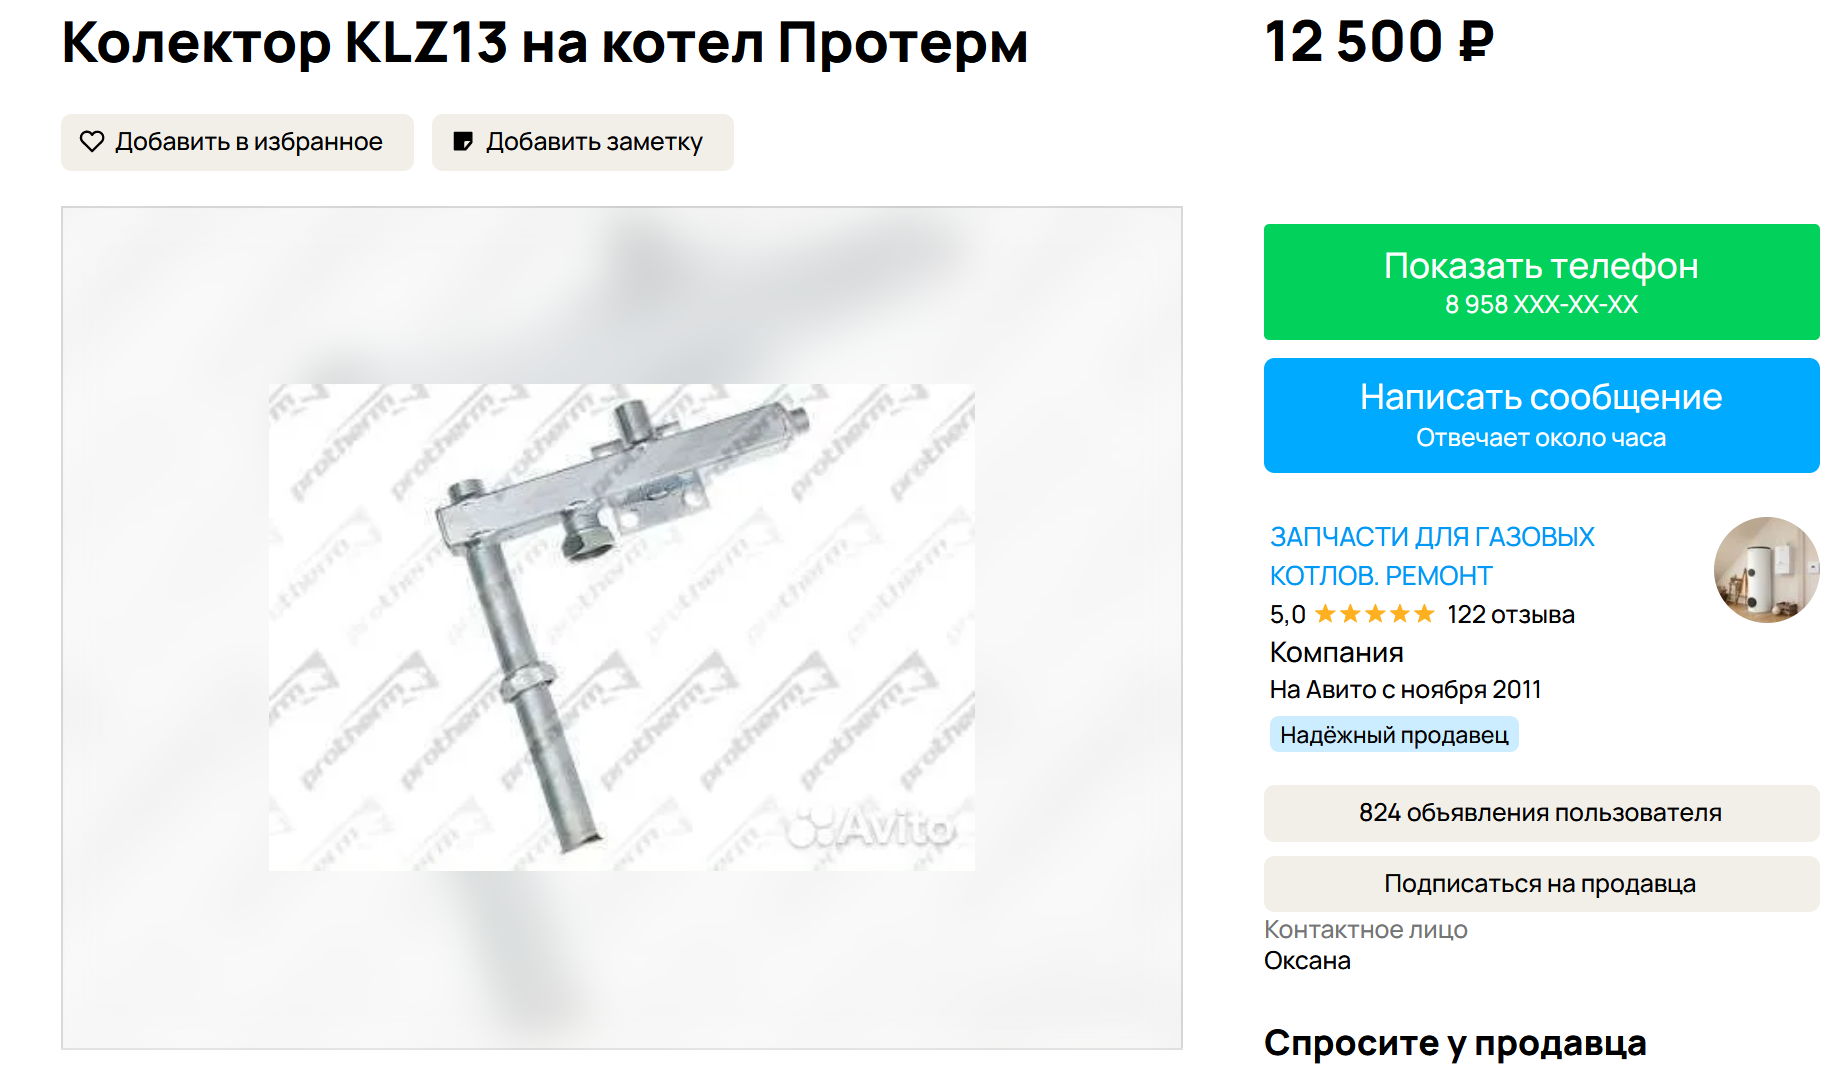 Колектор KLZ13 на котел Протерм
12 500 ₽
Добавить в избранное
Добавить заметку
protherm
Avito
Показать телефон
8 958 XXX-XX-XX
Написать сообщение
Отвечает около часа
ЗАПЧАСТИ ДЛЯ ГАЗОВЫХ
КОТЛОВ. РЕМОНТ
5,0 ★★★★★ 122 отзыва
Компания
На Авито с ноября 2011
Надёжный продавец
824 объявления пользователя
Подписаться на продавца
Контактное лицо
Оксана
Спросите у продавца